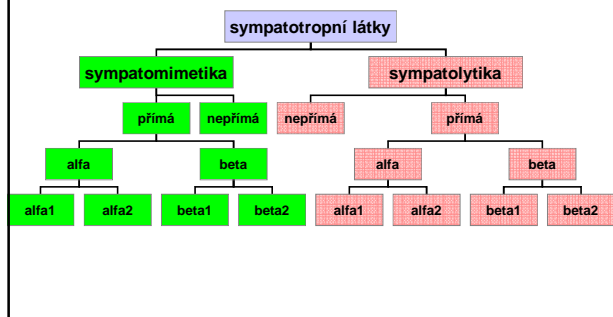 sympatotropní látky
sympatomimetika
sympatolytika
přímá
nepřímá
nepřímá
přímá
alfa
beta
alfa
beta
alfa1
alfa2
beta1
beta2
alfa1
alfa2
beta1
beta2